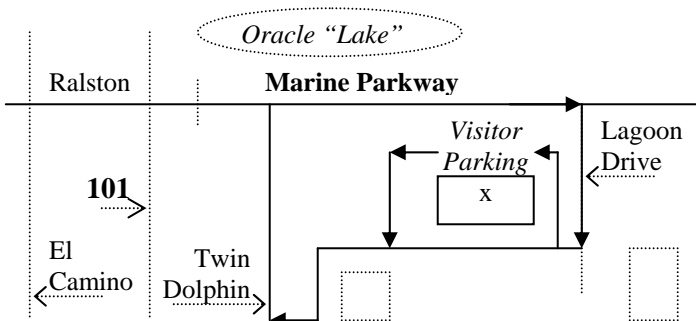 Oracle “Lake”
Ralston
Marine Parkway
Visitor
Parking
Lagoon
Drive
x
101
El
Camino
Twin
Dolphin